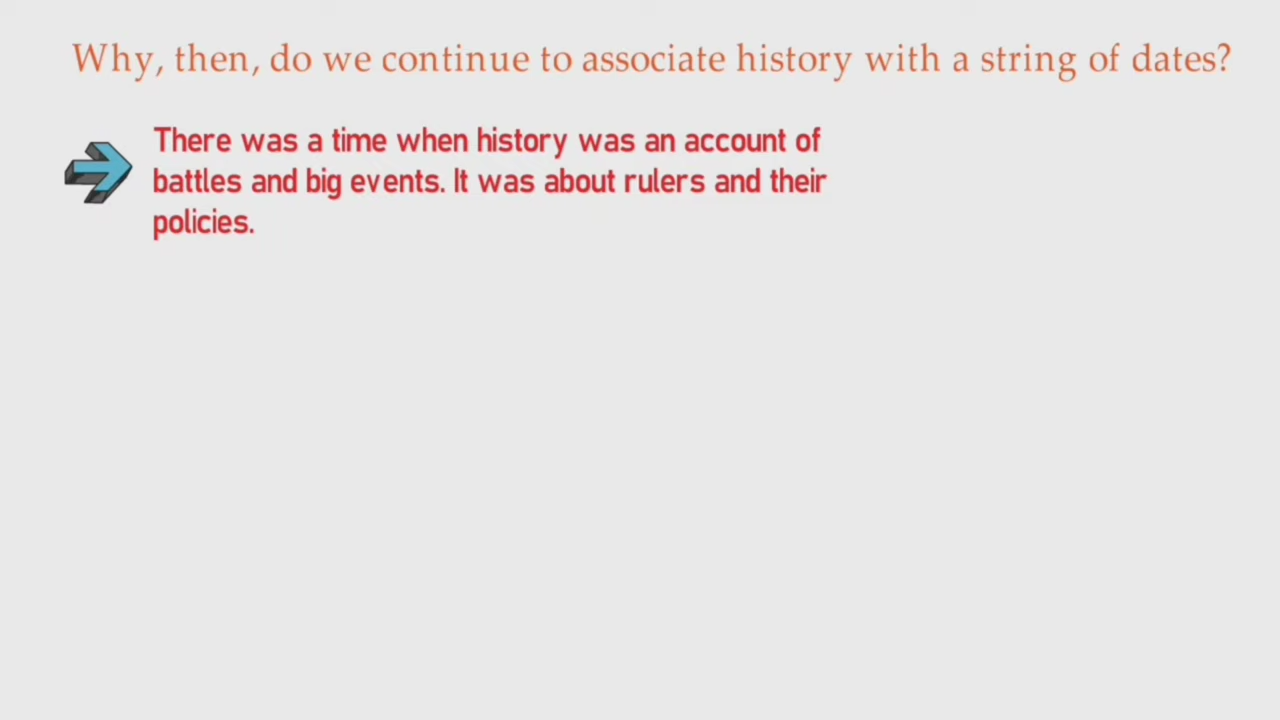 Why, then, do we continue to associate history with a string of dates?
There was a time when history was an account of
battles and big events. It was about rulers and their
policies.